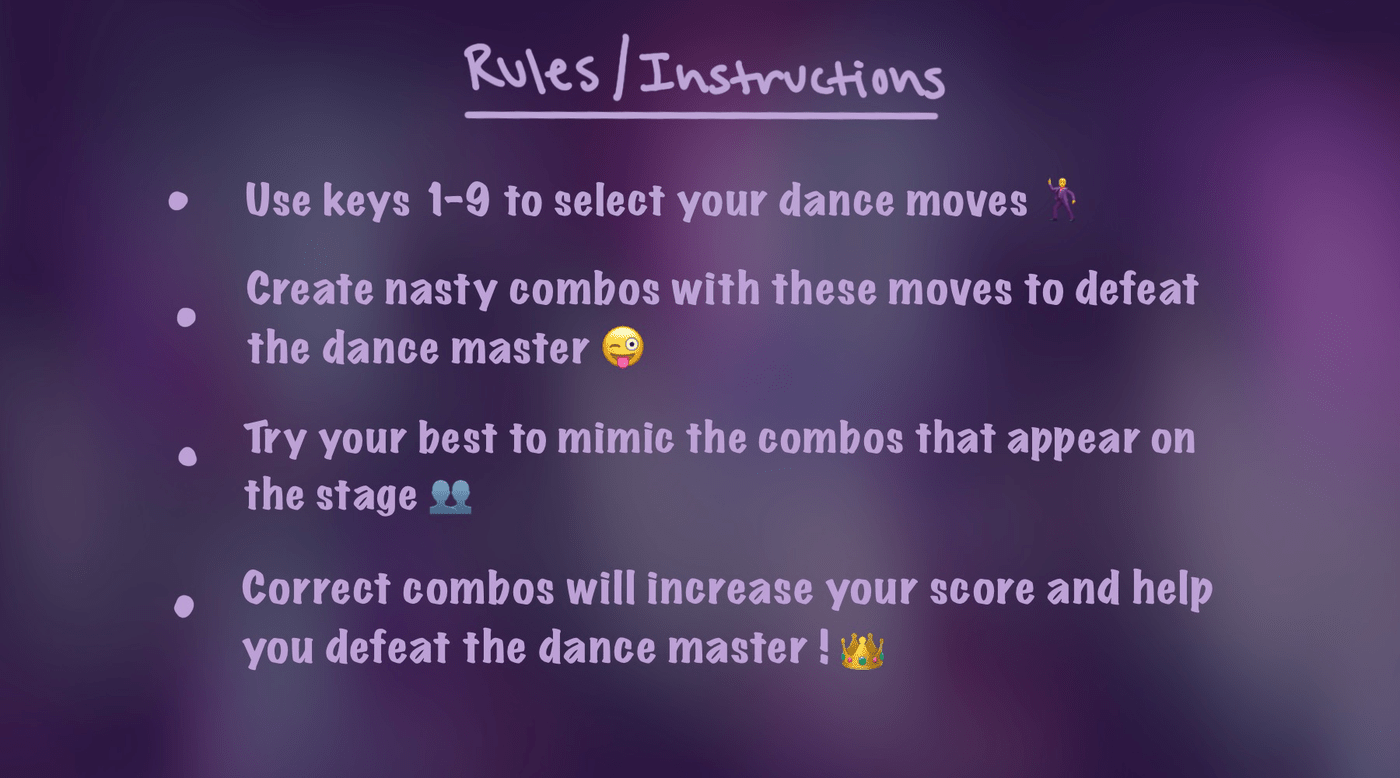 Rules/Instructions
• Use keys 1-9 to select your dance moves 🕺
• Create nasty combos with these moves to defeat
the dance master 😜
• Try your best to mimic the combos that appear on
the stage 👥
• Correct combos will increase your score and help
you defeat the dance master ! 👑